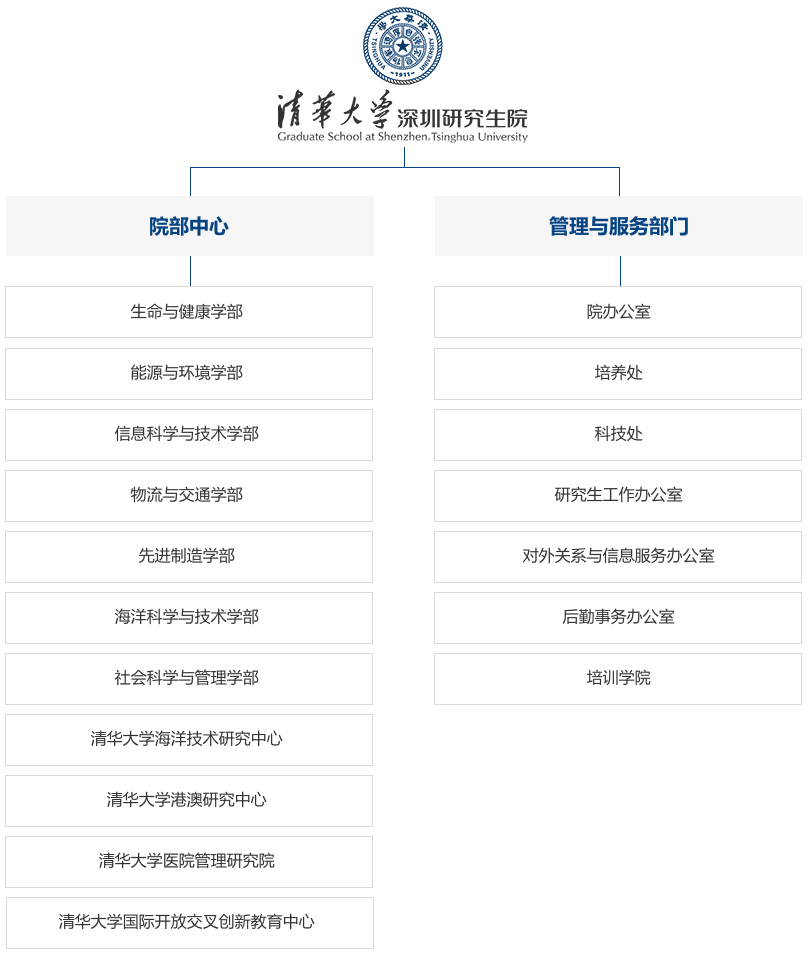 清華大学
TSINGHUA UNIVERSITY
-1911-
清華大学深圳研究生院
Graduate School at Shenzhen, Tsinghua University
院部中心
生命与健康学部
能源与环境学部
信息科学与技术学部
物流与交通学部
先进制造学部
海洋科学与技术学部
社会科学与管理学部
清华大学海洋技术研究中心
清华大学港澳研究中心
清华大学医院管理研究院
清华大学国际开放交叉创新教育中心
管理与服务部门
院办公室
培养处
科技处
研究生工作办公室
对外关系与信息服务办公室
后勤事务办公室
培训学院